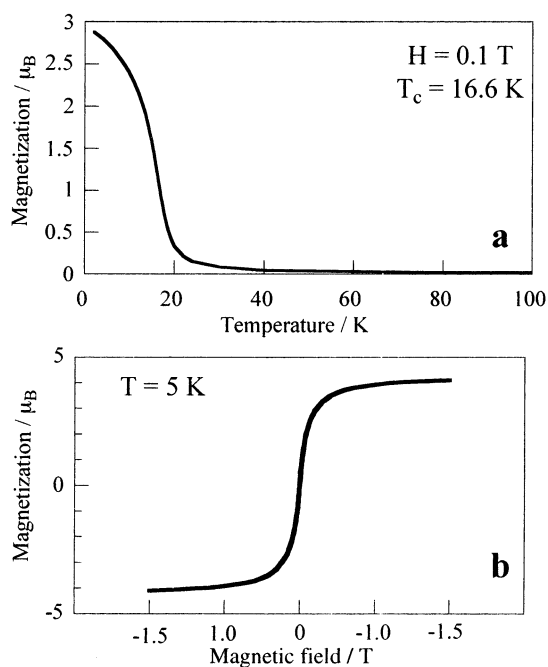 3
2.5
2
1.5
1
0.5
0
Magnetization / μB
H = 0.1 T
Tc = 16.6 K
a
0 20 40 60 80 100
Temperature / K
5
0
-5
Magnetization / μB
T = 5 K
b
-1.5 1.0 0 -1.0 -1.5
Magnetic field / T